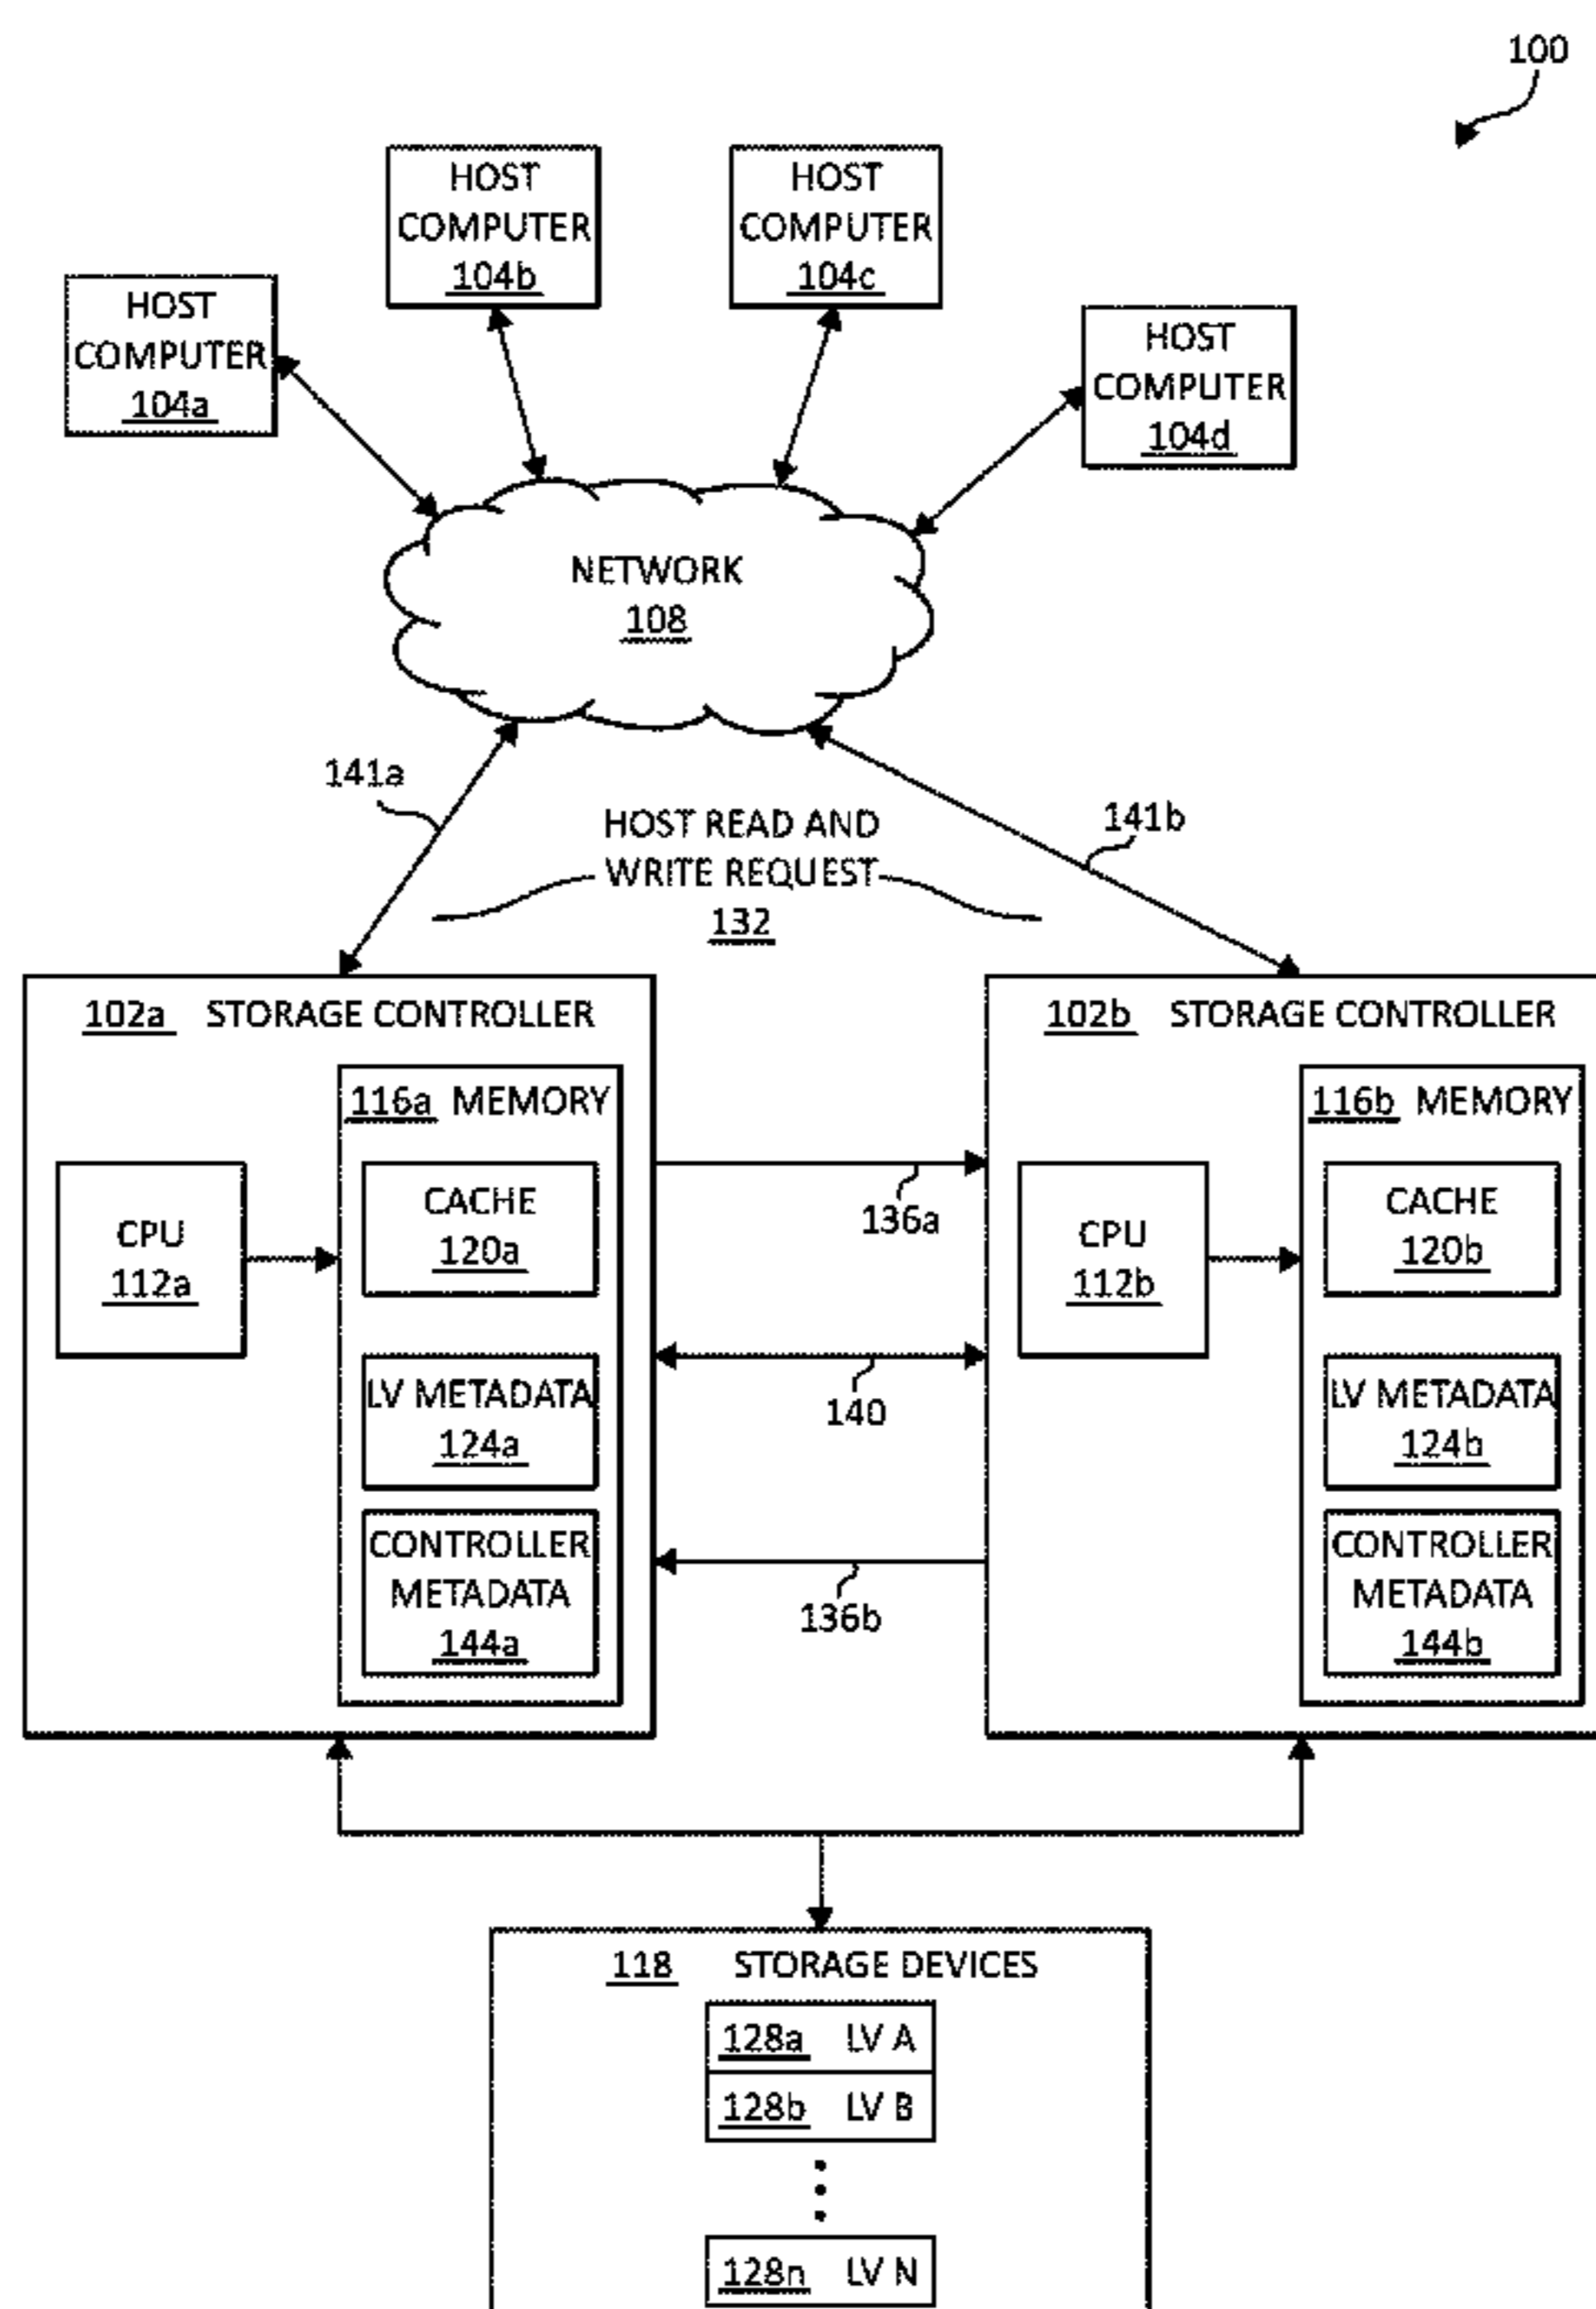 100
HOST
COMPUTER
104b
HOST
COMPUTER
104c
HOST
COMPUTER
104a
HOST
COMPUTER
104d
NETWORK
108
141a
HOST READ AND
WRITE REQUEST
132
141b
102a STORAGE CONTROLLER
116a MEMORY
CPU
112a
CACHE
120a
LV METADATA
124a
CONTROLLER
METADATA
144a
136a
140
136b
102b STORAGE CONTROLLER
116b MEMORY
CPU
112b
CACHE
120b
LV METADATA
124b
CONTROLLER
METADATA
144b
118 STORAGE DEVICES
128a LV A
128b LV B
128n LV N